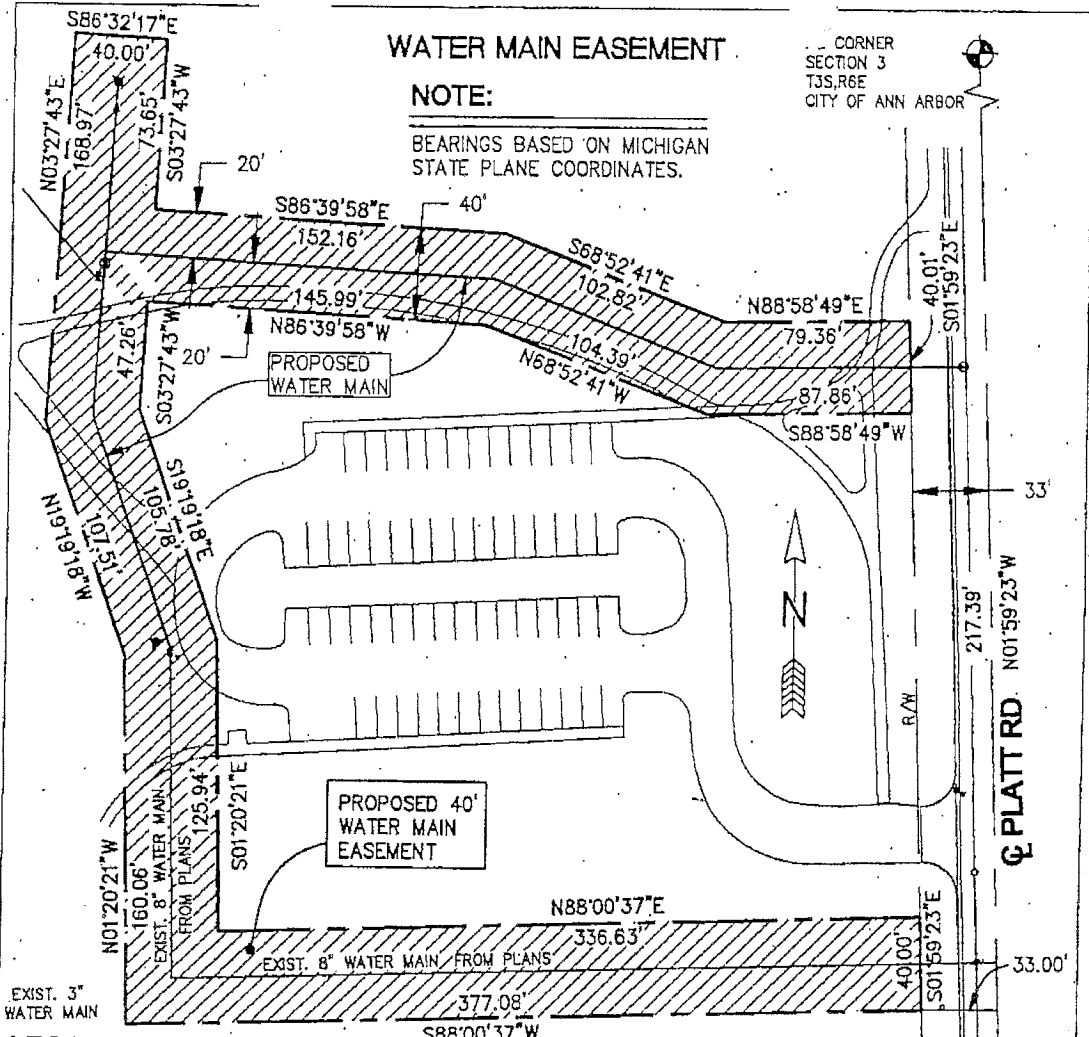 S86°32'17"E
40.00'
WATER MAIN EASEMENT
CORNER
SECTION 3
T3S,R6E
CITY OF ANN ARBOR
NOTE:
BEARINGS BASED ON MICHIGAN
STATE PLANE COORDINATES.
N03°27'43"E
168.97'
73.65'
S03°27'43"W
20'
S86°39'58"E
152.16'
40'
S68°52'41"E
102.82'
N88°58'49"E
79.36'
40.01'
S01°59'23"E
145.99'
N86°39'58"W
20'
47.26'
S03°27'43"W
PROPOSED
WATER MAIN
104.39'
N68°52'41"W
87.86'
S88°58'49"W
33'
N19°19'18"W
107.51'
105.78'
S19°19'18"E
N
R/W
217.39'
N01°59'23"W
℄ PLATT RD.
N01°20'21"W
160.06'
EXIST. 8" WATER MAIN
FROM PLANS
125.94'
S01°20'21"E
PROPOSED 40'
WATER MAIN
EASEMENT
N88°00'37"E
336.63'
EXIST. 8" WATER MAIN FROM PLANS
40.00'
S01°59'23"E
33.00'
377.08'
S88°00'37"W
EXIST. 3"
WATER MAIN